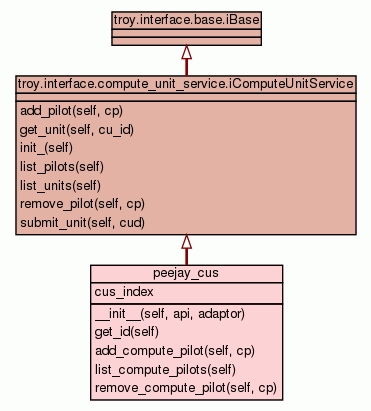 troy.interface.base.iBase
troy.interface.compute_unit_service.iComputeUnitService
add_pilot(self, cp)
get_unit(self, cu_id)
init_(self)
list_pilots(self)
list_units(self)
remove_pilot(self, cp)
submit_unit(self, cud)
peejay_cus
cus_index
__init__(self, api, adaptor)
get_id(self)
add_compute_pilot(self, cp)
list_compute_pilots(self)
remove_compute_pilot(self, cp)